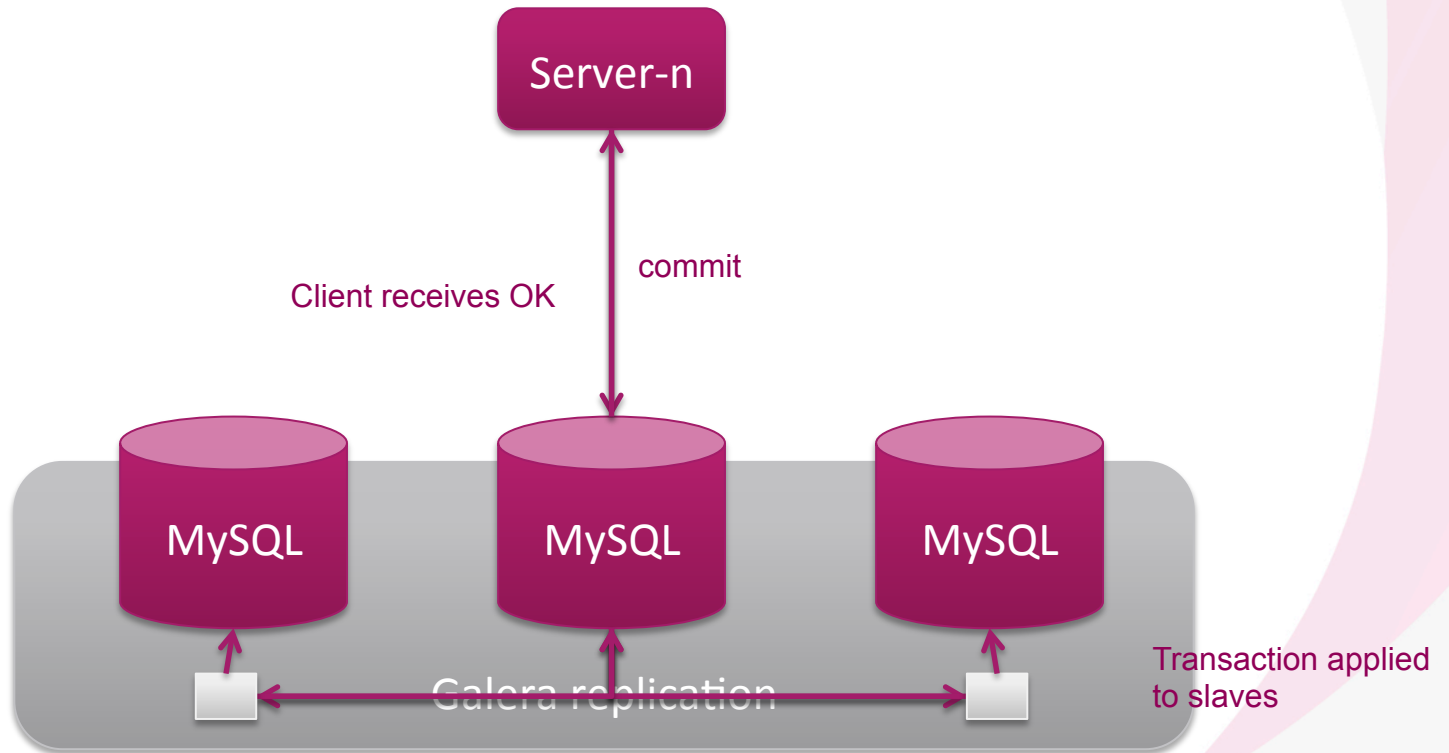 Server-n
commit
Client receives OK
MySQL
MySQL
MySQL
Galera replication
Transaction applied
to slaves